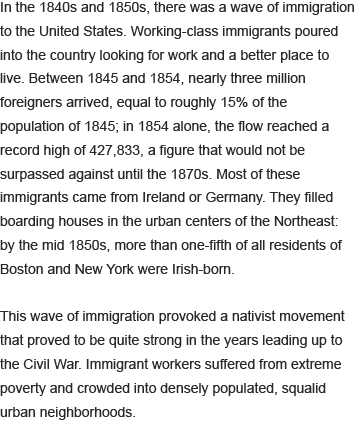 In the 1840s and 1850s, there was a wave of immigration
to the United States. Working-class immigrants poured
into the country looking for work and a better place to
live. Between 1845 and 1854, nearly three million
foreigners arrived, equal to roughly 15% of the
population of 1845; in 1854 alone, the flow reached a
record high of 427,833, a figure that would not be
surpassed against until the 1870s. Most of these
immigrants came from Ireland or Germany. They filled
boarding houses in the urban centers of the Northeast:
by the mid 1850s, more than one-fifth of all residents of
Boston and New York were Irish-born.
This wave of immigration provoked a nativist movement
that proved to be quite strong in the years leading up to
the Civil War. Immigrant workers suffered from extreme
poverty and crowded into densely populated, squalid
urban neighborhoods.